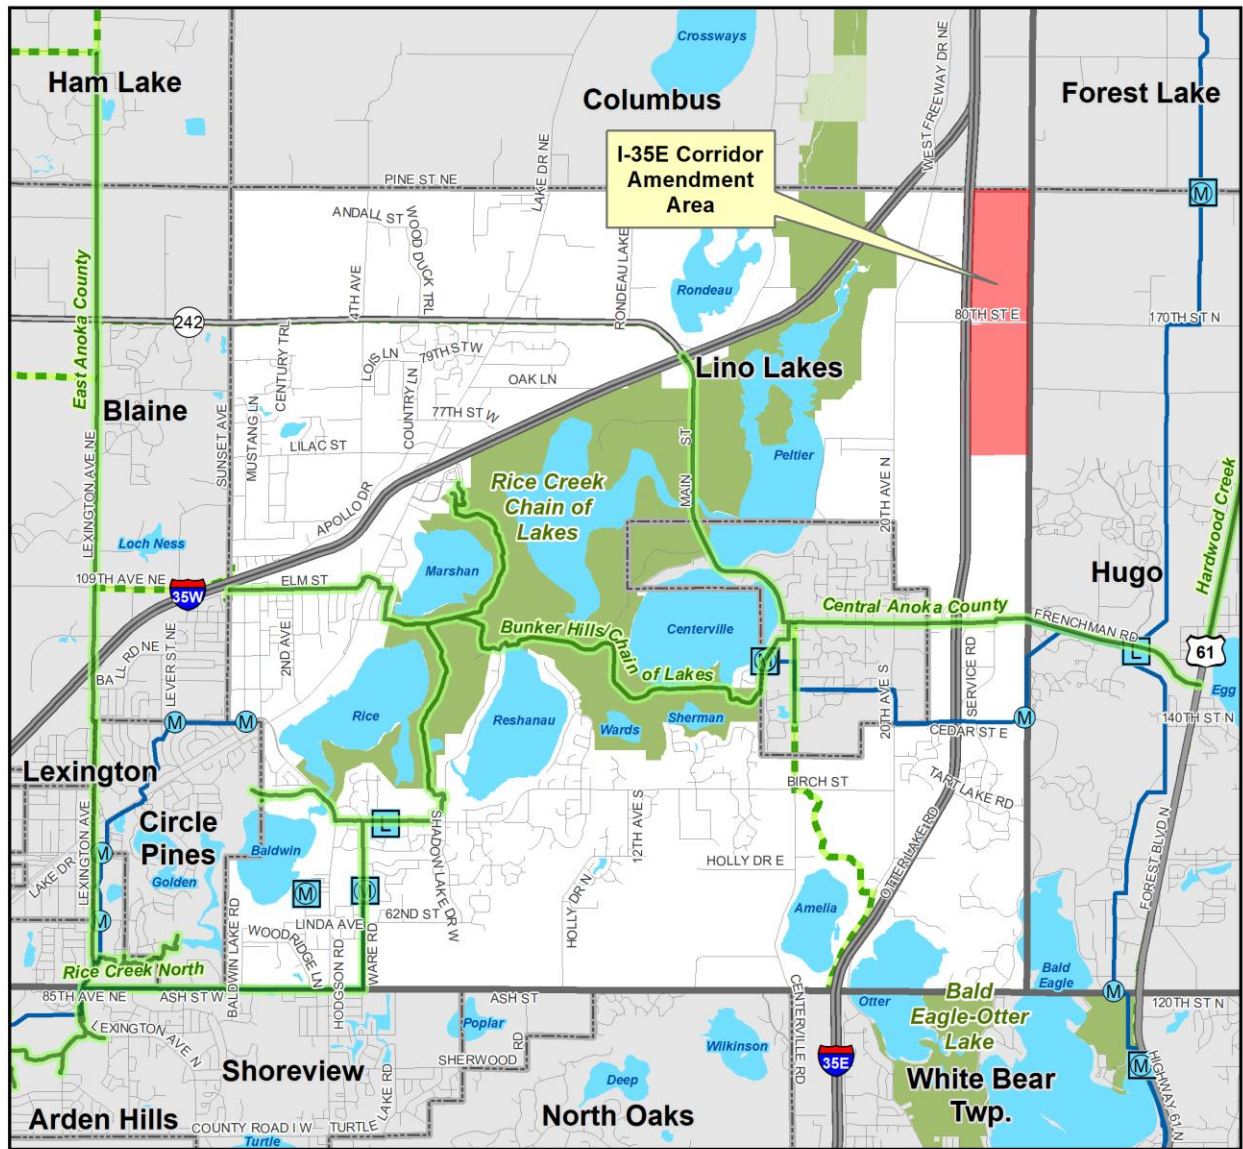 Crossways
Ham Lake
Columbus
Forest Lake
WEST FREEWAY DR NE
I-35E Corridor
Amendment
Area
LAKE DR NE
PINE ST NE
M
ANDALL ST
WOOD DUCK TRL
RONDEAU LAKE
4TH AVE
East Anoka County
Rondeau
242
80TH ST E
170TH ST N
CENTURY TRL
LOIS LN
79TH ST W
COUNTRY LN
OAK LN
Lino Lakes
Blaine
SUNSET AVE
MUSTANG LN
77TH ST W
LILAC ST
MAIN ST
Peltier
20TH AVE N
LEXINGTON AVE NE
APOLLO DR
Rice Creek
Chain of
Lakes
Hardwood Creek
Loch Ness
109TH AVE NE
35W
ELM ST
Marshan
Hugo
Central Anoka County
FRENCHMAN RD
Bunker Hills/Chain
of Lakes
Centerville
M
L
61
BALL RD NE
LEVER ST NE
2ND AVE
SERVICE RD
20TH AVE S
Egg
M
M
Rice
Reshanau
Wards
Sherman
M
CEDAR ST E
140TH ST N
Lexington
BIRCH ST
TART LAKE RD
Circle
Pines
L
SHADOW LAKE DR W
12TH AVE S
OTTER LAKE RD
FOREST BLVD N
LAKE DR
LEXINGTON AVE
M
Baldwin
HOLLY DR E
Golden
M
M
M
62ND ST
HOLLY DR N
Amelia
LINDA AVE
BALDWIN LAKE RD
WOODRIDGE LN
HODGSON RD
WARE RD
Rice Creek North
CENTERVILLE RD
Bald
Eagle
85TH AVE NE
ASH ST W
ASH ST
Otter
M
120TH ST N
Bald
Eagle-Otter
Lake
LEXINGTON AVE N
Poplar
SHERWOOD RD
Wilkinson
35E
M
Shoreview
Deep
White Bear
Twp.
HIGHWAY 61 N
Arden Hills
North Oaks
COUNTY ROAD I W
TURTLE LAKE RD
Turtle